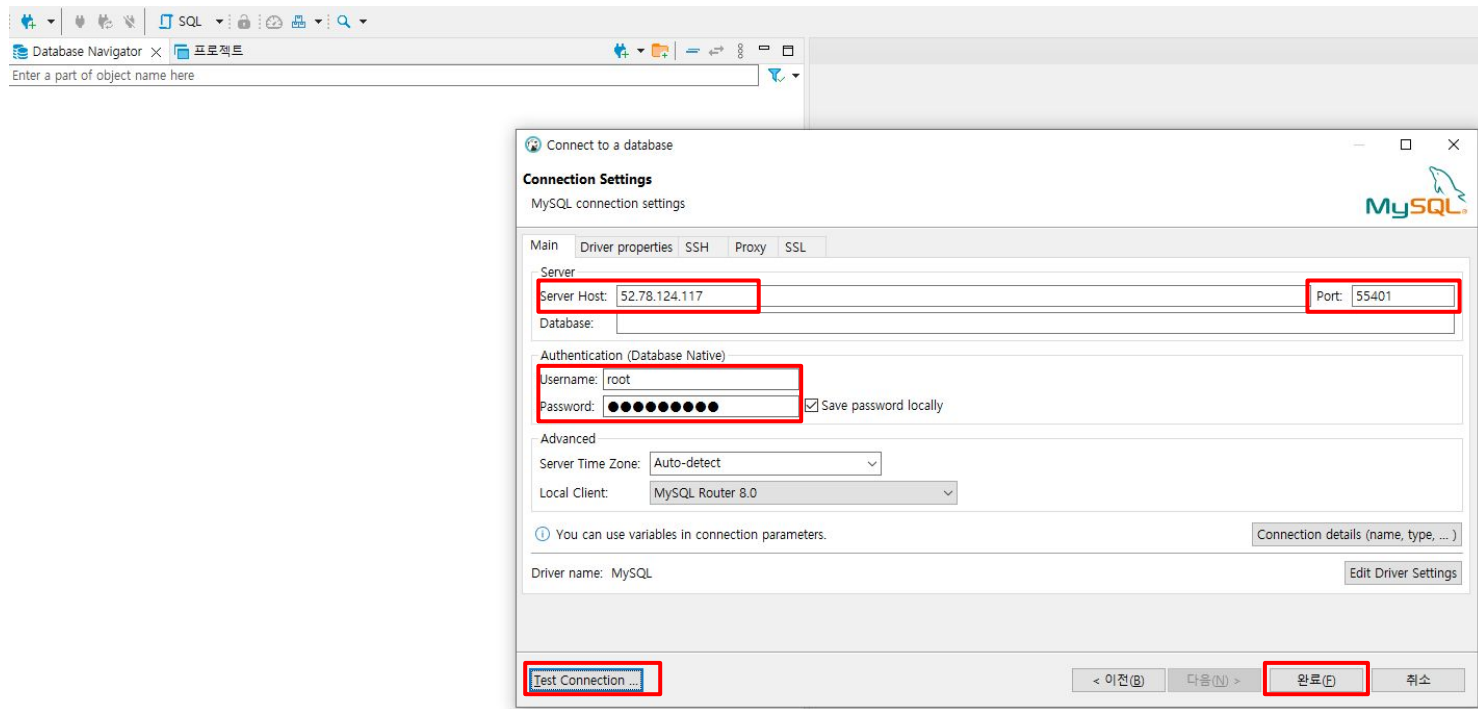 SQL
Database Navigator 프로젝트
Enter a part of object name here
Connect to a database
Connection Settings
MySQL connection settings
MySQL
Main Driver properties SSH Proxy SSL
Server
Server Host: 52.78.124.117 Port: 55401
Database:
Authentication (Database Native)
Username: root
Password: ●●●●●●●●● Save password locally
Advanced
Server Time Zone: Auto-detect
Local Client: MySQL Router 8.0
You can use variables in connection parameters. Connection details (name, type, ... )
Driver name: MySQL Edit Driver Settings
Test Connection ... < 이전(B) 다음(N) > 완료(F) 취소